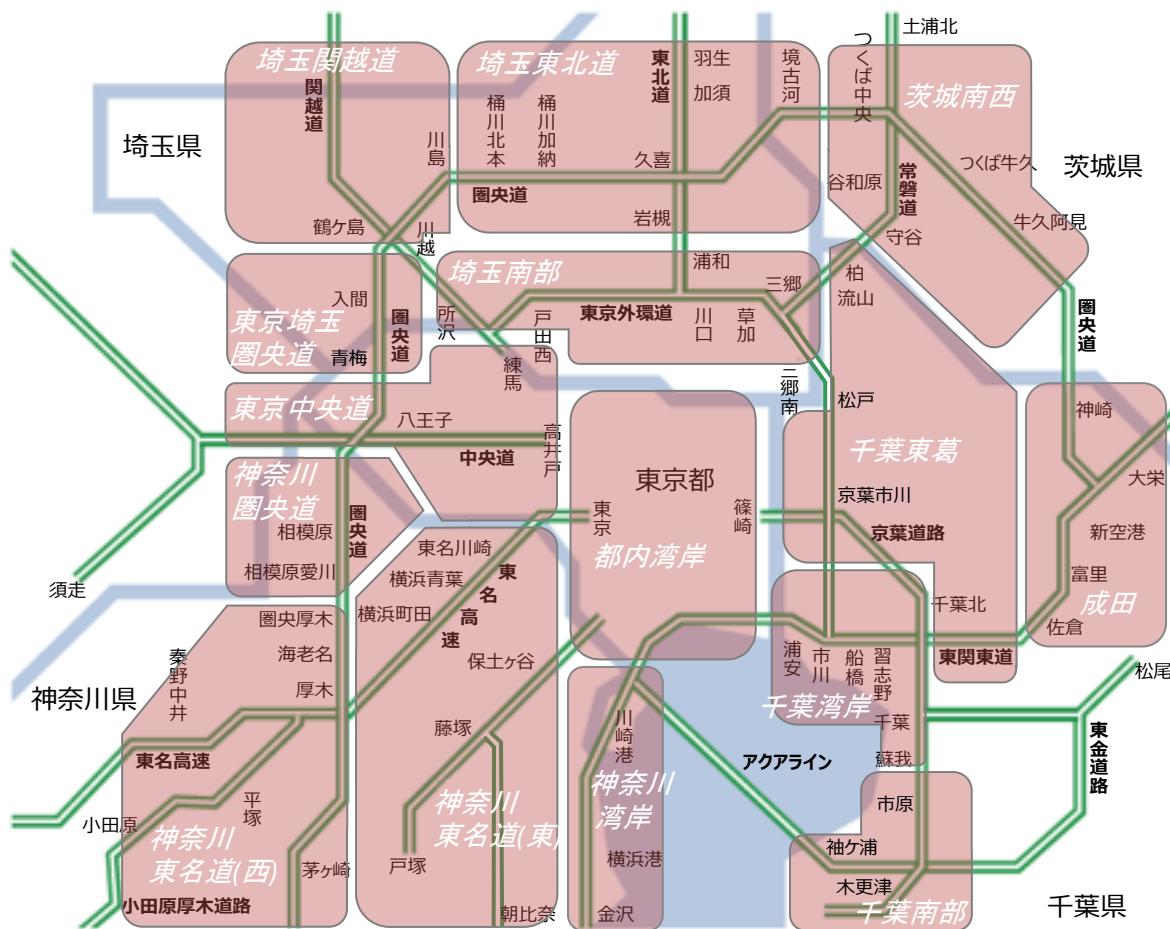 土浦北
つくば中央
埼玉関越道
埼玉東北道
東北道
羽生
加須
境古河
茨城南西
関越道
桶川北本
桶川加納
川島
埼玉県
久喜
つくば牛久
茨城県
谷和原
常磐道
圏央道
岩槻
牛久阿見
鶴ケ島
川越
守谷
埼玉南部
浦和
三郷
柏
流山
入間
東京埼玉
圏央道
圏央道
所沢
戸田西
東京外環道
川口
草加
圏央道
青梅
練馬
三郷南
松戸
東京中央道
神崎
八王子
高井戸
中央道
千葉東葛
神奈川
圏央道
東京都
大栄
京葉市川
東京
篠崎
相模原
圏央道
都内湾岸
京葉道路
新空港
東名川崎
相模原愛川
横浜青葉
東名高速
富里
須走
成田
千葉北
圏央厚木
横浜町田
佐倉
海老名
保土ヶ谷
浦安
市川
船橋
習志野
東関東道
秦野中井
松尾
厚木
神奈川県
千葉湾岸
川崎港
千葉
藤塚
東名高速
アクアライン
蘇我
東金道路
神奈川
湾岸
平塚
市原
小田原
神奈川
東名道(西)
神奈川
東名道(東)
袖ケ浦
横浜港
茅ヶ崎
戸塚
木更津
小田原厚木道路
朝比奈
金沢
千葉南部
千葉県